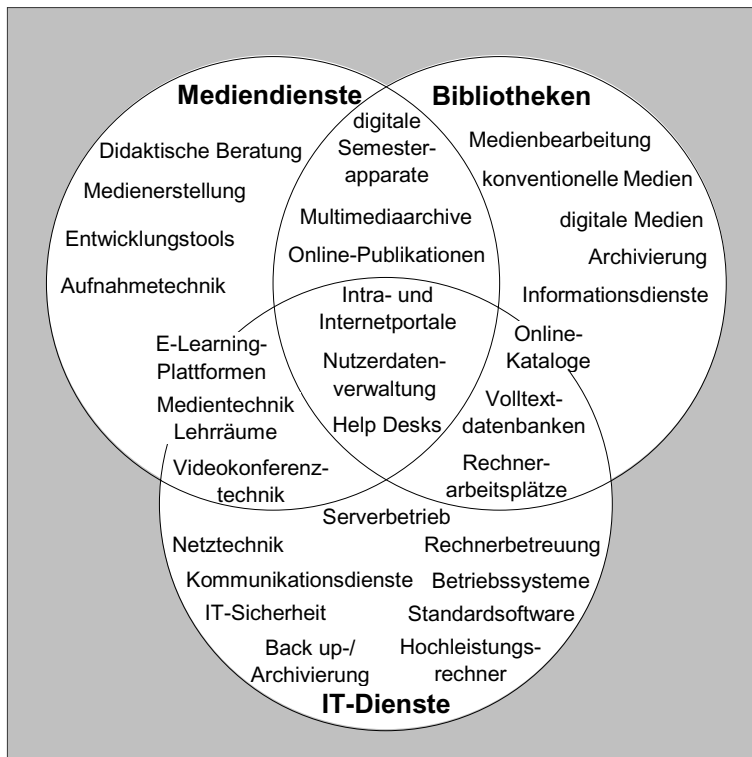 Mediendienste
Bibliotheken
Didaktische Beratung
Medienerstellung
Entwicklungstools
Aufnahmetechnik
digitale
Semester-
apparate
Multimediaarchive
Online-Publikationen
Medienbearbeitung
konventionelle Medien
digitale Medien
Archivierung
Informationsdienste
E-Learning-
Plattformen
Medientechnik
Lehrräume
Videokonferenz-
technik
Intra- und
Internetportale
Nutzerdaten-
verwaltung
Help Desks
Online-
Kataloge
Volltext-
datenbanken
Rechner-
arbeitsplätze
Serverbetrieb
Netztechnik
Rechnerbetreuung
Kommunikationsdienste
Betriebssysteme
IT-Sicherheit
Standardsoftware
Back up-/
Archivierung
Hochleistungs-
rechner
IT-Dienste